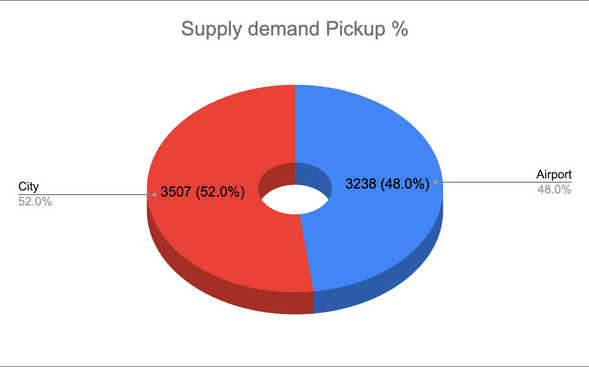 Supply demand Pickup %
City
52.0%
3507 (52.0%)
3238 (48.0%)
Airport
48.0%